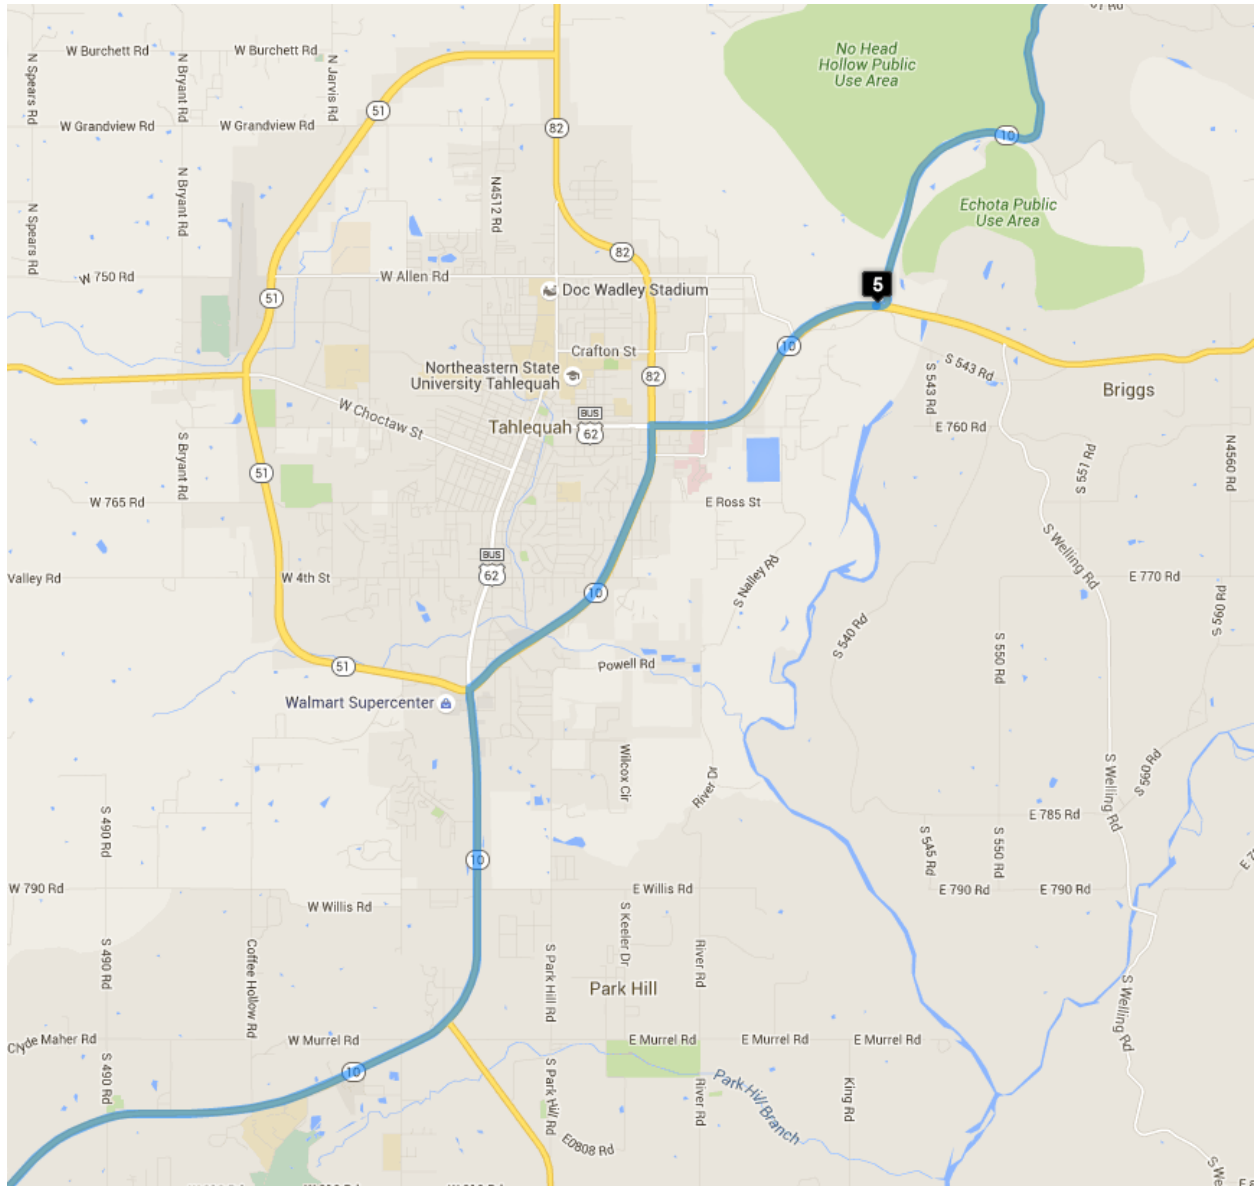 W Burchett Rd
W Burchett Rd
No Head
Hollow Public
Use Area
N Spears Rd
N Bryant Rd
N Jarvis Rd
51
82
10
W Grandview Rd
W Grandview Rd
N Bryant Rd
N4512 Rd
N Spears Rd
Echota Public
Use Area
82
W 750 Rd
W Allen Rd
5
Doc Wadley Stadium
51
Crafton St
10
Northeastern State
University Tahlequah
82
S 543 Rd
S 543 Rd
Briggs
W Choctaw St
BUS
62
Tahlequah
E 760 Rd
S Bryant Rd
51
S 551 Rd
N4560 Rd
W 765 Rd
E Ross St
S Welling Rd
BUS
62
Valley Rd
W 4th St
10
S Nalley Rd
E 770 Rd
S 560 Rd
S 540 Rd
S 550 Rd
51
Powell Rd
Walmart Supercenter
Wilcox Cir
River Dr
S Welling Rd
S 560 Rd
S 490 Rd
E 785 Rd
S 545 Rd
S 550 Rd
10
W 790 Rd
E Willis Rd
E 790 Rd
E 790 Rd
W Willis Rd
S Keeler Dr
S 490 Rd
Coffee Hollow Rd
S Park Hill Rd
River Rd
Park Hill
S Welling Rd
Clyde Maher Rd
W Murrel Rd
E Murrel Rd
E Murrel Rd
E Murrel Rd
10
S 490 Rd
S Park Hill Rd
River Rd
Park Hill Branch
King Rd
E0808 Rd